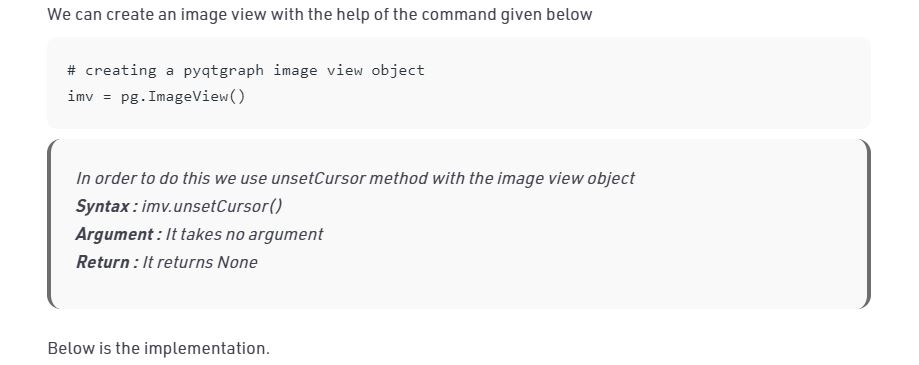 We can create an image view with the help of the command given below
# creating a pyqtgraph image view object
imv = pg.ImageView()
In order to do this we use unsetCursor method with the image view object
Syntax : imv.unsetCursor()
Argument : It takes no argument
Return : It returns None
Below is the implementation.